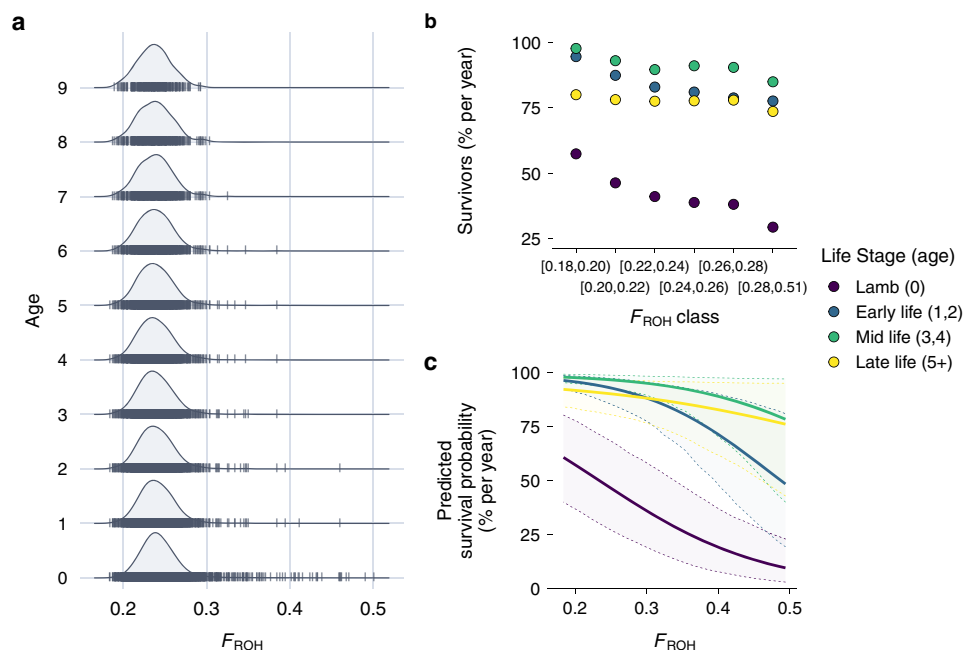 a
Age
9
8
7
6
5
4
3
2
1
0
0.2 0.3 0.4 0.5
FROH
b
Survivors (% per year)
100
75
50
25
[0.18,0.20) [0.22,0.24) [0.26,0.28)
[0.20,0.22) [0.24,0.26) [0.28,0.51)
FROH class
Life Stage (age)
Lamb (0)
Early life (1,2)
Mid life (3,4)
Late life (5+)
c
Predicted
survival probability
(% per year)
100
75
50
25
0
0.2 0.3 0.4 0.5
FROH